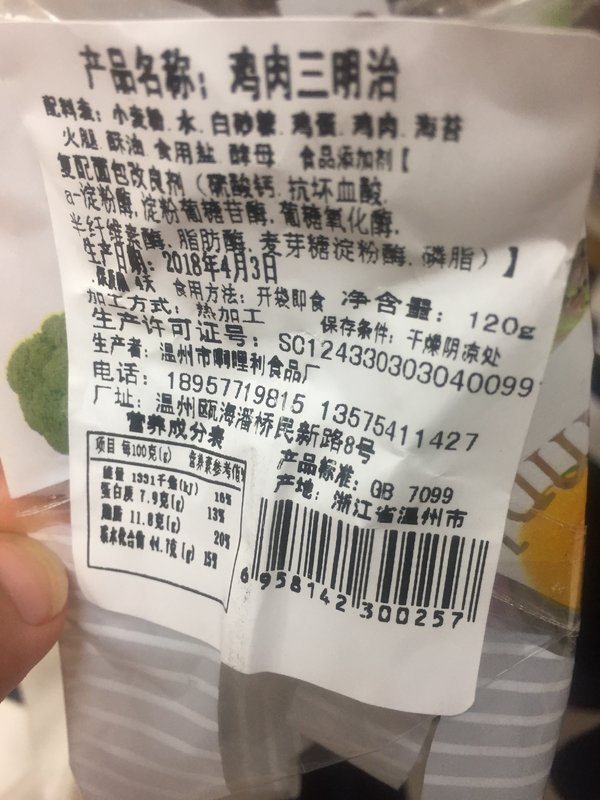 产品名称：鸡肉三明治
配料表：小麦粉.水.白砂糖.鸡蛋.鸡肉.海苔
火腿.酥油.食用盐.酵母 食品添加剂【
复配面包改良剂（硫酸钙.抗坏血酸.
a-淀粉酶.淀粉葡糖苷酶.葡糖氧化酶.
半纤维素酶.脂肪酶.麦芽糖淀粉酶.磷脂）】
生产日期：2018年4月3日
保质期 4天 食用方法：开袋即食 净含量：120g
加工方式：热加工 保存条件：干燥阴凉处
生产许可证号：SC12433030304009​9
生产者：温州市 利食品厂
电话：18957719815 13575411427
厂址：温州瓯海潘桥民新路8号
营养成分表
项目 每100克(g) 营养素参考值%
能量 1391千焦(kJ) 16%
蛋白质 7.9克(g) 13%
脂肪 11.8克(g) 20%
碳水化合物 44.7克(g) 15%
产品标准：GB 7099
产地：浙江省温州市
6 958142 300257